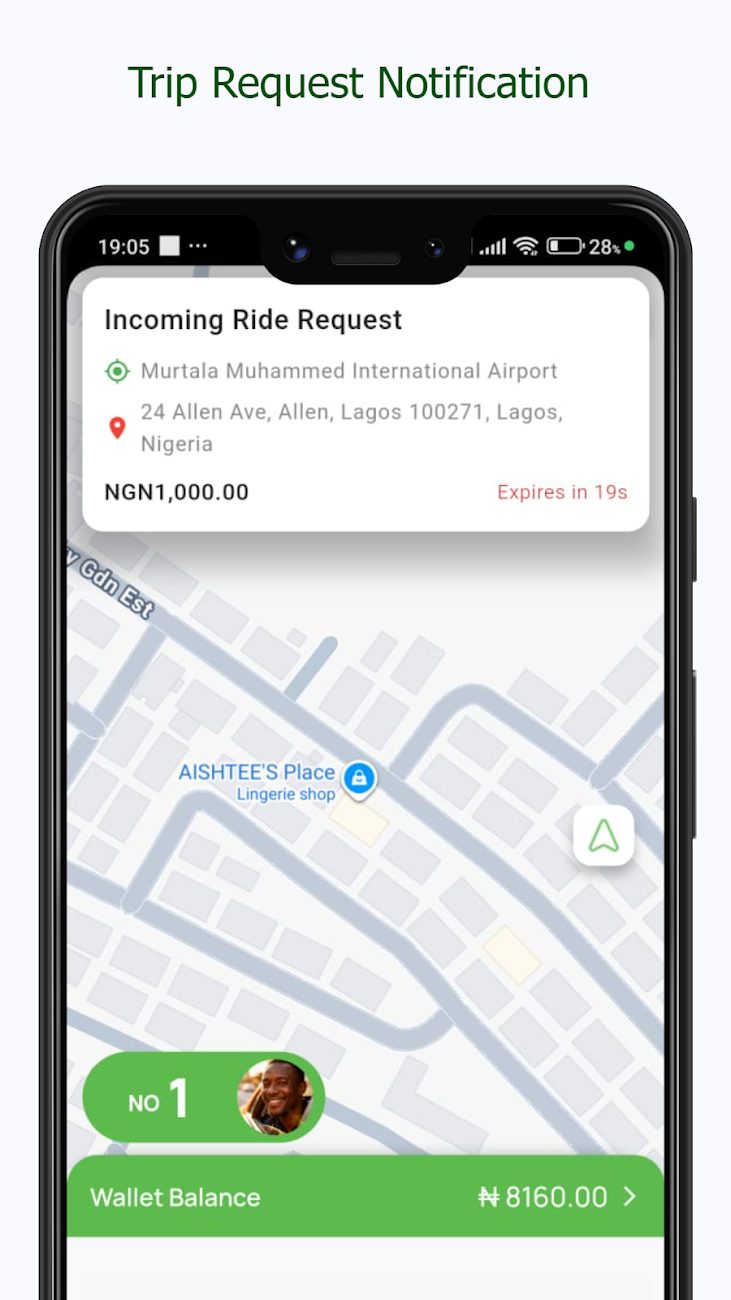 Trip Request Notification
19:05
28%
Incoming Ride Request
Murtala Muhammed International Airport
24 Allen Ave, Allen, Lagos 100271, Lagos,
Nigeria
NGN1,000.00 Expires in 19s
y Gdn Est
AISHTEE'S Place
Lingerie shop
NO 1
Wallet Balance ₦ 8160.00